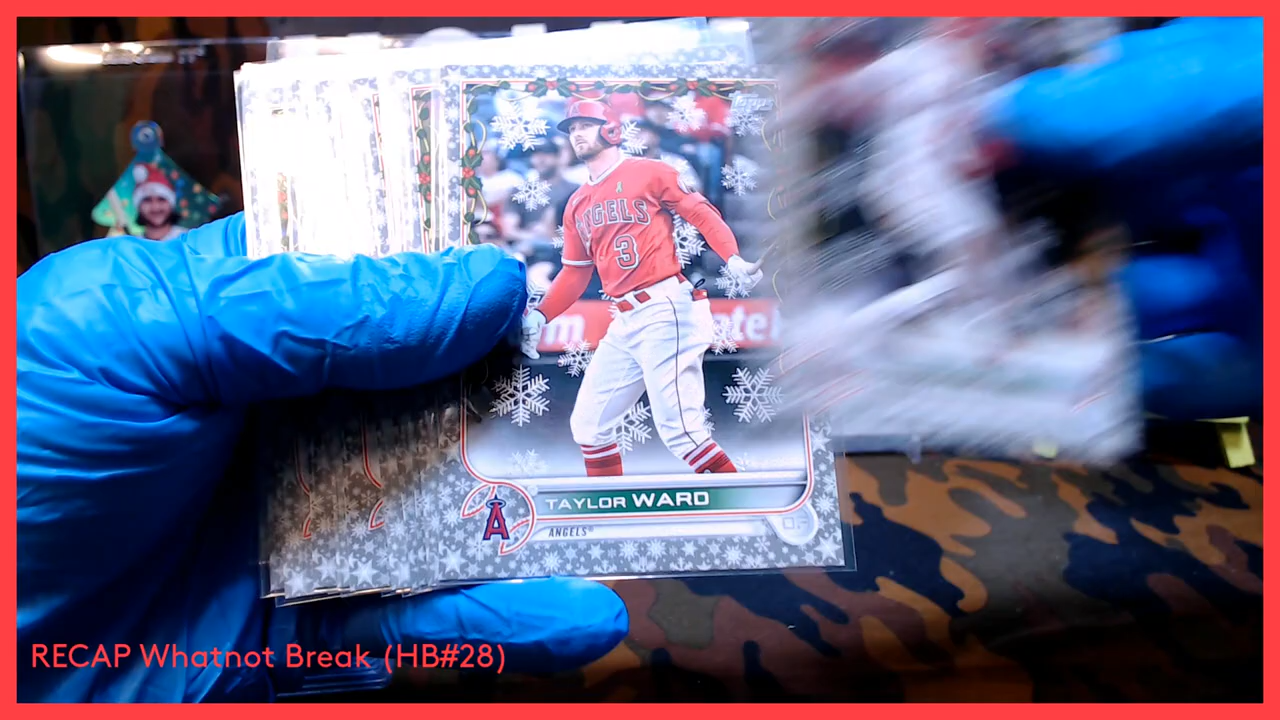 Topps
ANGELS
3
TAYLOR WARD
A
ANGELS®
OF
RECAP Whatnot Break (HB#28)